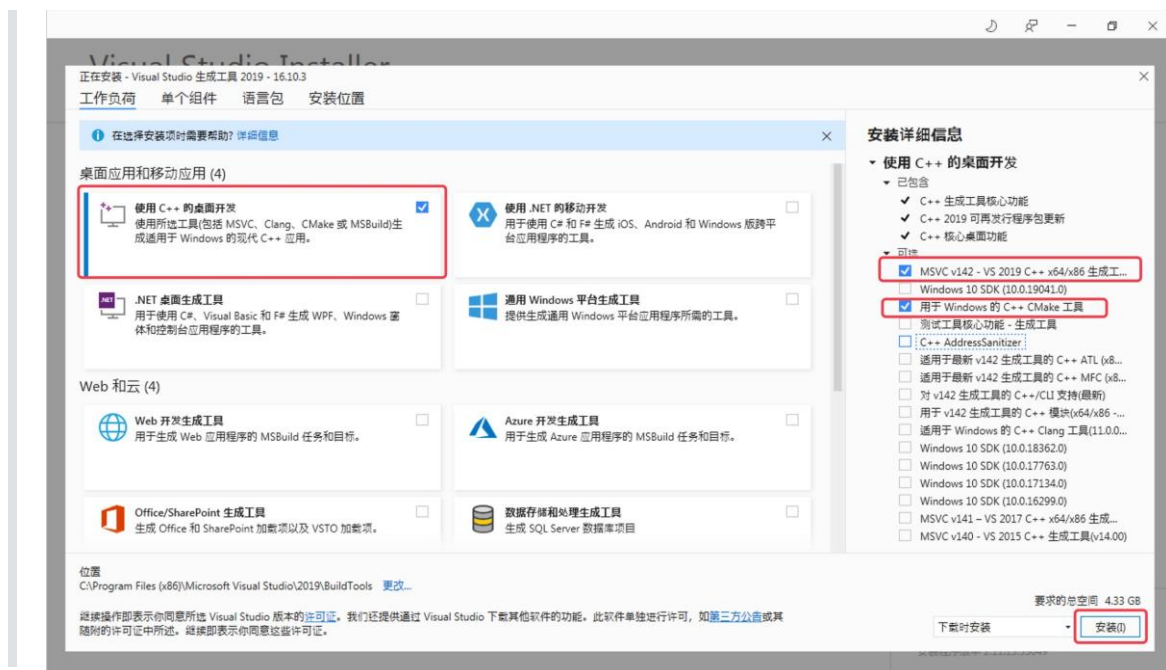 正在安装 - Visual Studio 生成工具 2019 - 16.10.3
工作负荷 单个组件 语言包 安装位置
在选择安装项时需要帮助? 详细信息
桌面应用和移动应用 (4)
使用 C++ 的桌面开发
使用所选工具(包括 MSVC、Clang、CMake 或 MSBuild)生
成适用于 Windows 的现代 C++ 应用。
使用 .NET 的移动开发
用于使用 C# 和 F# 生成 iOS、Android 和 Windows 版跨平
台应用程序的工具。
.NET 桌面生成工具
用于使用 C#、Visual Basic 和 F# 生成 WPF、Windows 窗
体和控制台应用程序的工具。
通用 Windows 平台生成工具
提供生成通用 Windows 平台应用程序所需的工具。
Web 和云 (4)
Web 开发生成工具
用于生成 Web 应用程序的 MSBuild 任务和目标。
Azure 开发生成工具
用于生成 Azure 应用程序的 MSBuild 任务和目标。
Office/SharePoint 生成工具
生成 Office 和 SharePoint 加载项以及 VSTO 加载项。
数据存储和处理生成工具
生成 SQL Server 数据库项目
安装详细信息
使用 C++ 的桌面开发
已包含
C++ 生成工具核心功能
C++ 2019 可再发行程序包更新
C++ 核心桌面功能
可选
MSVC v142 - VS 2019 C++ x64/x86 生成工...
Windows 10 SDK (10.0.19041.0)
用于 Windows 的 C++ CMake 工具
测试工具核心功能 - 生成工具
C++ AddressSanitizer
适用于最新 v142 生成工具的 C++ ATL (x8...
适用于最新 v142 生成工具的 C++ MFC (x8...
对 v142 生成工具的 C++/CLI 支持(最新)
用于 v142 生成工具的 C++ 模块(x64/x86 -...
适用于 Windows 的 C++ Clang 工具(11.0.0...
Windows 10 SDK (10.0.18362.0)
Windows 10 SDK (10.0.17763.0)
Windows 10 SDK (10.0.17134.0)
Windows 10 SDK (10.0.16299.0)
MSVC v141 – VS 2017 C++ x64/x86 生成...
MSVC v140 - VS 2015 C++ 生成工具(v14.00)
位置
C:\Program Files (x86)\Microsoft Visual Studio\2019\BuildTools 更改...
继续操作即表示你同意所选 Visual Studio 版本的许可证。我们还提供通过 Visual Studio 下载其他软件的功能。此软件单独进行许可，如第三方公告或其
随附的许可证中所述。继续即表示你同意这些许可证。
要求的总空间 4.33 GB
下载时安装
安装(I)